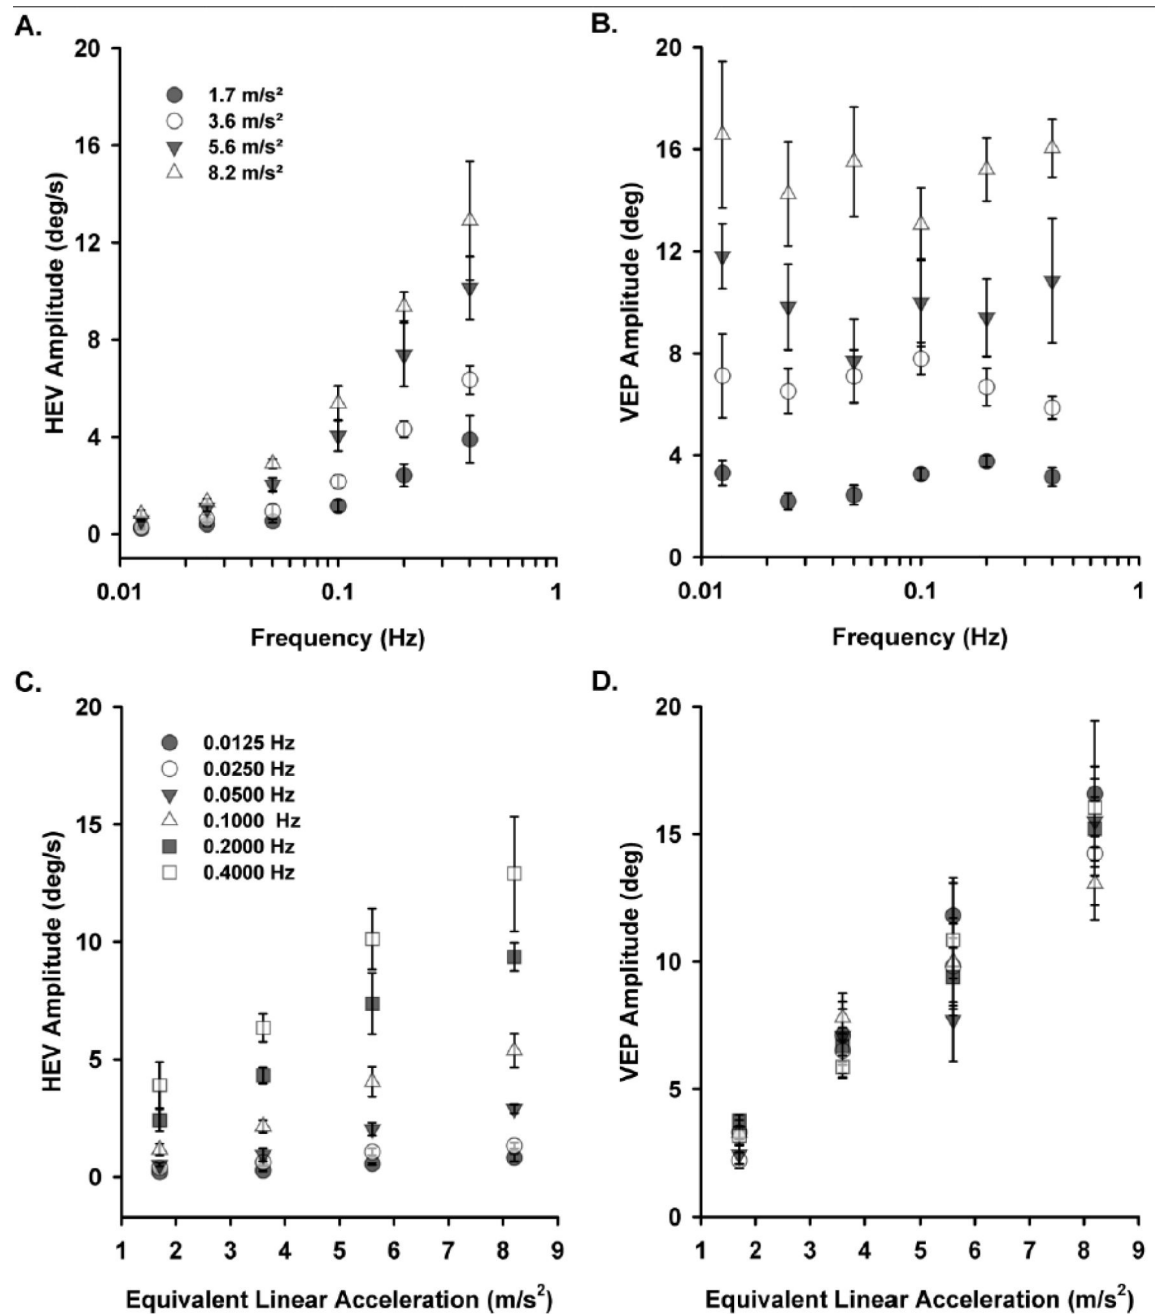 A.
B.
20
16
12
8
4
0
HEV Amplitude (deg/s)
1.7 m/s²
3.6 m/s²
5.6 m/s²
8.2 m/s²
0.01
0.1
1
Frequency (Hz)
20
16
12
8
4
0
VEP Amplitude (deg)
0.01
0.1
1
Frequency (Hz)
C.
D.
20
15
10
5
0
HEV Amplitude (deg/s)
0.0125 Hz
0.0250 Hz
0.0500 Hz
0.1000 Hz
0.2000 Hz
0.4000 Hz
1 2 3 4 5 6 7 8 9
Equivalent Linear Acceleration (m/s²)
20
15
10
5
0
VEP Amplitude (deg)
1 2 3 4 5 6 7 8 9
Equivalent Linear Acceleration (m/s²)